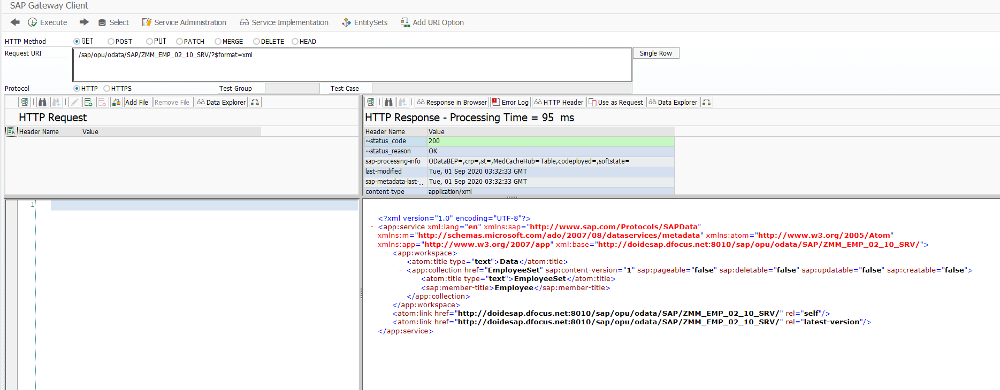 SAP Gateway Client
Execute Select Service Administration Service Implementation EntitySets Add URI Option
HTTP Method GET POST PUT PATCH MERGE DELETE HEAD
Request URI /sap/opu/odata/SAP/ZMM_EMP_02_10_SRV/?$format=xml Single Row
Protocol HTTP HTTPS Test Group Test Case
Add File Remove File Data Explorer
HTTP Request
Header Name Value
1
Response in Browser Error Log HTTP Header Use as Request Data Explorer
HTTP Response - Processing Time = 95 ms
Header Name Value
~status_code 200
~status_reason OK
sap-processing-info ODataBEP=,crp=,st=,MedCacheHub=Table,codeployed=,softstate=
last-modified Tue, 01 Sep 2020 03:32:33 GMT
sap-metadata-last-... Tue, 01 Sep 2020 03:32:33 GMT
content-type application/xml
<?xml version="1.0" encoding="UTF-8"?>
- <app:service xml:lang="en" xmlns:sap="http://www.sap.com/Protocols/SAPData"
xmlns:m="http://schemas.microsoft.com/ado/2007/08/dataservices/metadata" xmlns:atom="http://www.w3.org/2005/Atom"
xmlns:app="http://www.w3.org/2007/app" xml:base="http://doidesap.dfocus.net:8010/sap/opu/odata/SAP/ZMM_EMP_02_10_SRV/">
- <app:workspace>
<atom:title type="text">Data</atom:title>
- <app:collection href="EmployeeSet" sap:content-version="1" sap:pageable="false" sap:deletable="false" sap:updatable="false" sap:creatable="false">
<atom:title type="text">EmployeeSet</atom:title>
<sap:member-title>Employee</sap:member-title>
</app:collection>
</app:workspace>
<atom:link href="http://doidesap.dfocus.net:8010/sap/opu/odata/SAP/ZMM_EMP_02_10_SRV/" rel="self"/>
<atom:link href="http://doidesap.dfocus.net:8010/sap/opu/odata/SAP/ZMM_EMP_02_10_SRV/" rel="latest-version"/>
</app:service>